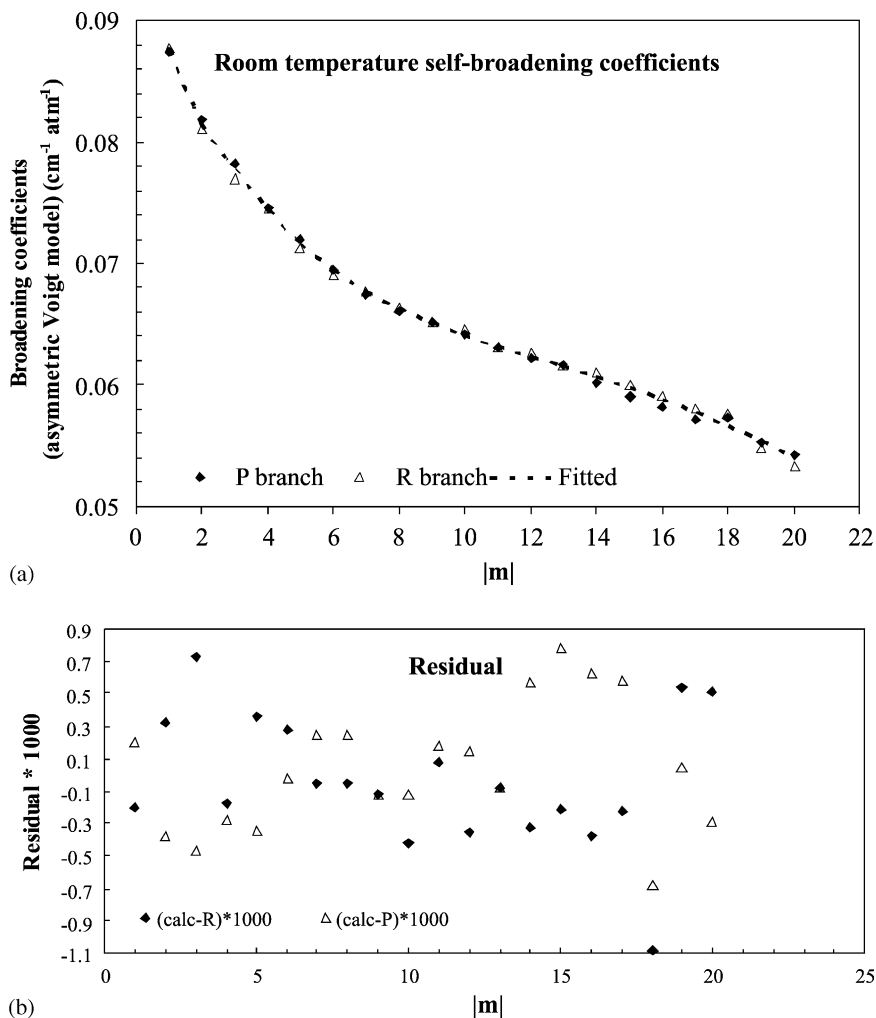 0.09
0.08
0.07
0.06
0.05
Broadening coefficients
(asymmetric Voigt model) (cm⁻¹ atm⁻¹)
Room temperature self-broadening coefficients
P branch R branch Fitted
0 2 4 6 8 10 12 14 16 18 20 22
|m|
(a)
0.9
0.7
0.5
0.3
0.1
-0.1
-0.3
-0.5
-0.7
-0.9
-1.1
Residual * 1000
Residual
(calc-R)*1000 (calc-P)*1000
0 5 10 15 20 25
|m|
(b)